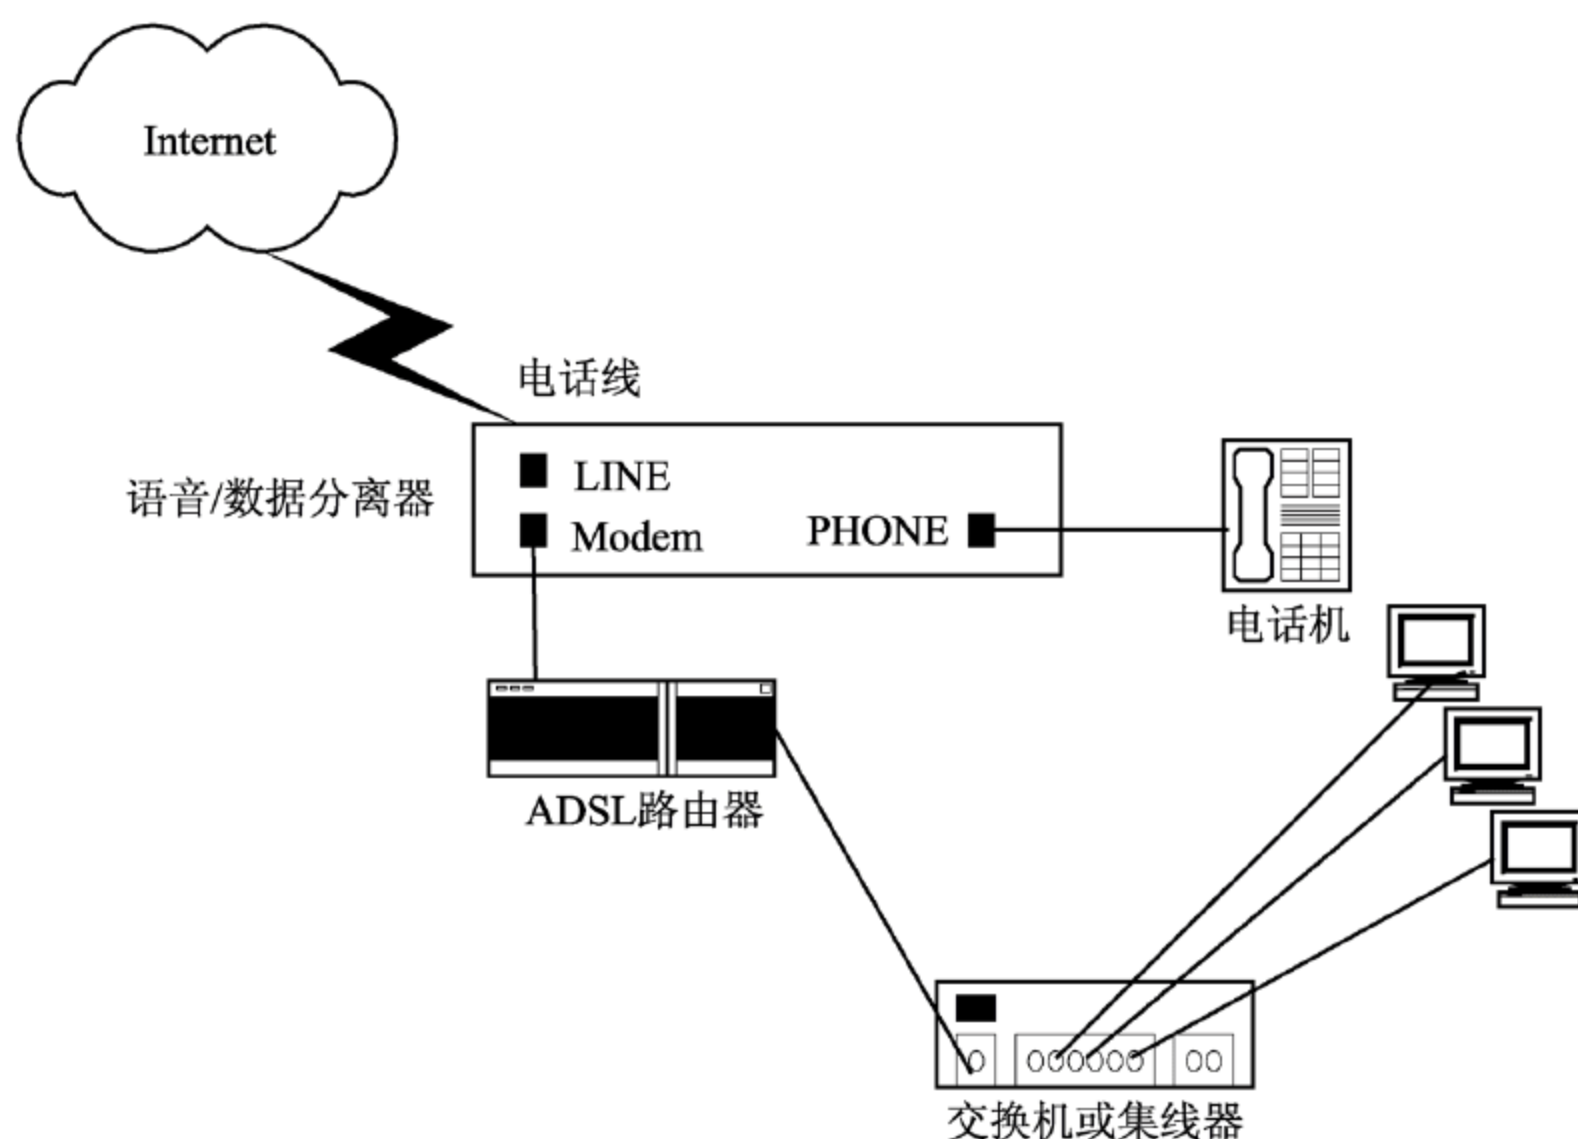 Internet
电话线
语音/数据分离器
LINE
Modem
PHONE
电话机
ADSL路由器
交换机或集线器